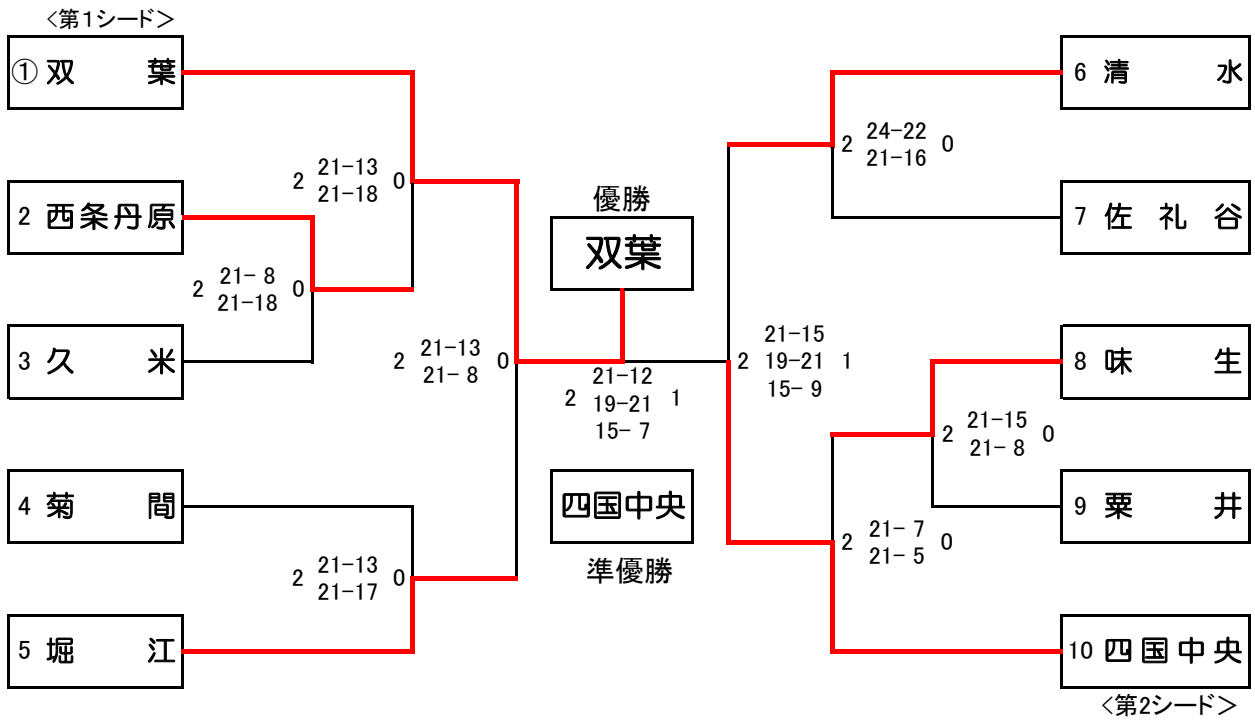 <第1シード>
① 双葉
2 西条丹原
3 久米
4 菊間
5 堀江
2 21-13 0
21-18
2 21- 8 0
21-18
2 21-13 0
21-17
2 21-13 0
21- 8
優勝
双葉
21-12
2 19-21 1
15- 7
四国中央
準優勝
21-15
2 19-21 1
15- 9
2 24-22 0
21-16
2 21-15 0
21- 8
2 21- 7 0
21- 5
6 清水
7 佐礼谷
8 味生
9 粟井
10 四国中央
<第2シード>